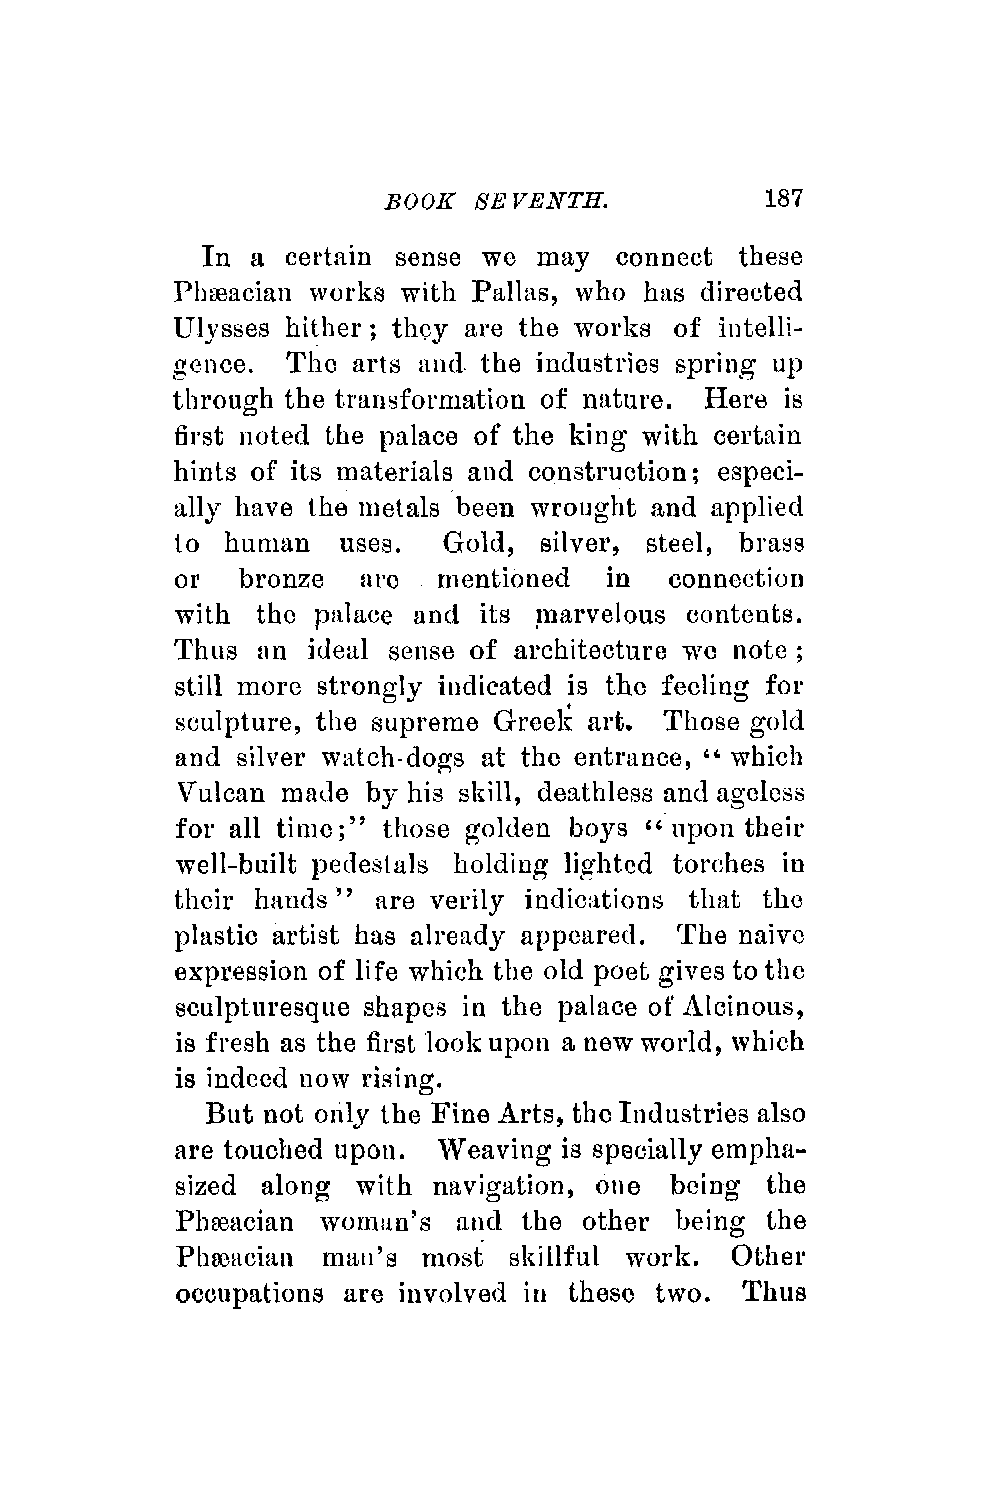 BOOK SEVENTH. 187
In a certain sense we may connect these
Phæacian works with Pallas, who has directed
Ulysses hither; they are the works of intelli-
gence. The arts and the industries spring up
through the transformation of nature. Here is
first noted the palace of the king with certain
hints of its materials and construction; especi-
ally have the metals been wrought and applied
to human uses. Gold, silver, steel, brass
or bronze are mentioned in connection
with the palace and its marvelous contents.
Thus an ideal sense of architecture we note;
still more strongly indicated is the feeling for
sculpture, the supreme Greek art. Those gold
and silver watch-dogs at the entrance, "which
Vulcan made by his skill, deathless and ageless
for all time;" those golden boys "upon their
well-built pedestals holding lighted torches in
their hands" are verily indications that the
plastic artist has already appeared. The naive
expression of life which the old poet gives to the
sculpturesque shapes in the palace of Alcinous,
is fresh as the first look upon a new world, which
is indeed now rising.
But not only the Fine Arts, the Industries also
are touched upon. Weaving is specially empha-
sized along with navigation, one being the
Phæacian woman's and the other being the
Phæacian man's most skillful work. Other
occupations are involved in these two. Thus